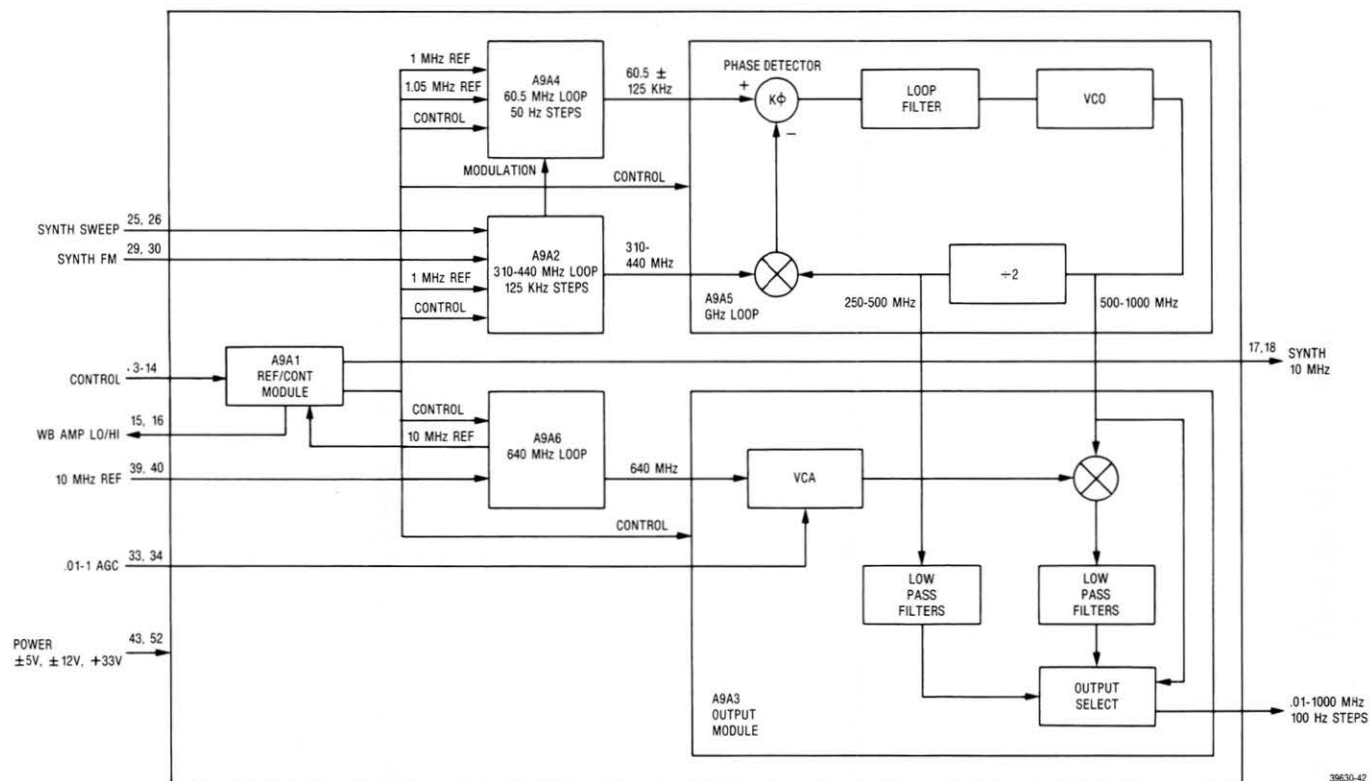 1 MHz REF
1.05 MHz REF
CONTROL
A9A4
60.5 MHz LOOP
50 Hz STEPS
60.5 ±
125 KHz
PHASE DETECTOR
+
KΦ
−
LOOP
FILTER
VCO
MODULATION
CONTROL
SYNTH SWEEP
25, 26
SYNTH FM
29, 30
1 MHz REF
CONTROL
A9A2
310-440 MHz LOOP
125 KHz STEPS
310-
440 MHz
A9A5
GHz LOOP
250-500 MHz
÷2
500-1000 MHz
CONTROL
. 3-14
A9A1
REF/CONT
MODULE
17,18
SYNTH
10 MHz
WB AMP LO/HI
15, 16
10 MHz REF
39, 40
CONTROL
10 MHz REF
A9A6
640 MHz LOOP
640 MHz
VCA
CONTROL
.01-1 AGC
33, 34
LOW
PASS
FILTERS
LOW
PASS
FILTERS
POWER
±5V, ±12V, +33V
43, 52
A9A3
OUTPUT
MODULE
OUTPUT
SELECT
.01-1000 MHz
100 Hz STEPS
39630-42